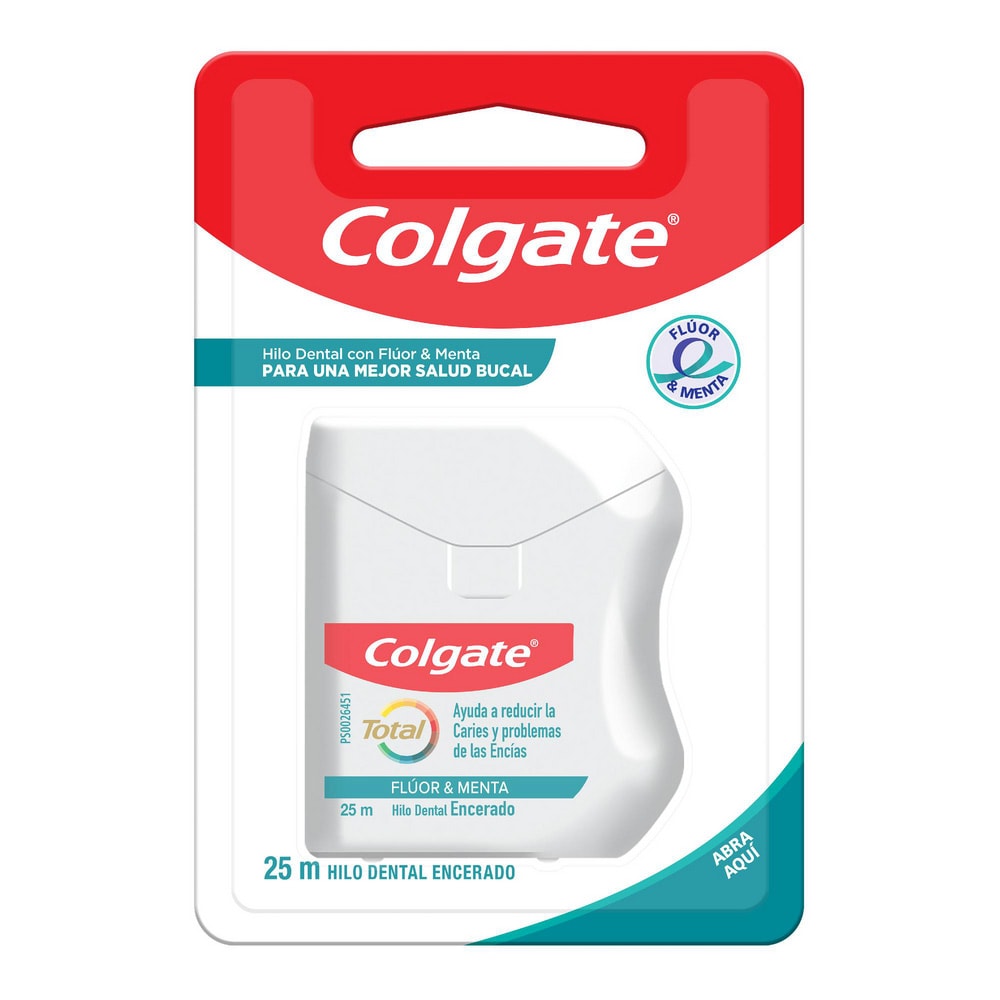 Colgate®
Hilo Dental con Flúor & Menta
PARA UNA MEJOR SALUD BUCAL
FLÚOR
& MENTA
Colgate®
PS0026451
Total
Ayuda a reducir la
Caries y problemas
de las Encías
FLÚOR & MENTA
25 m Hilo Dental Encerado
25 m HILO DENTAL ENCERADO
ABRA
AQUÍ